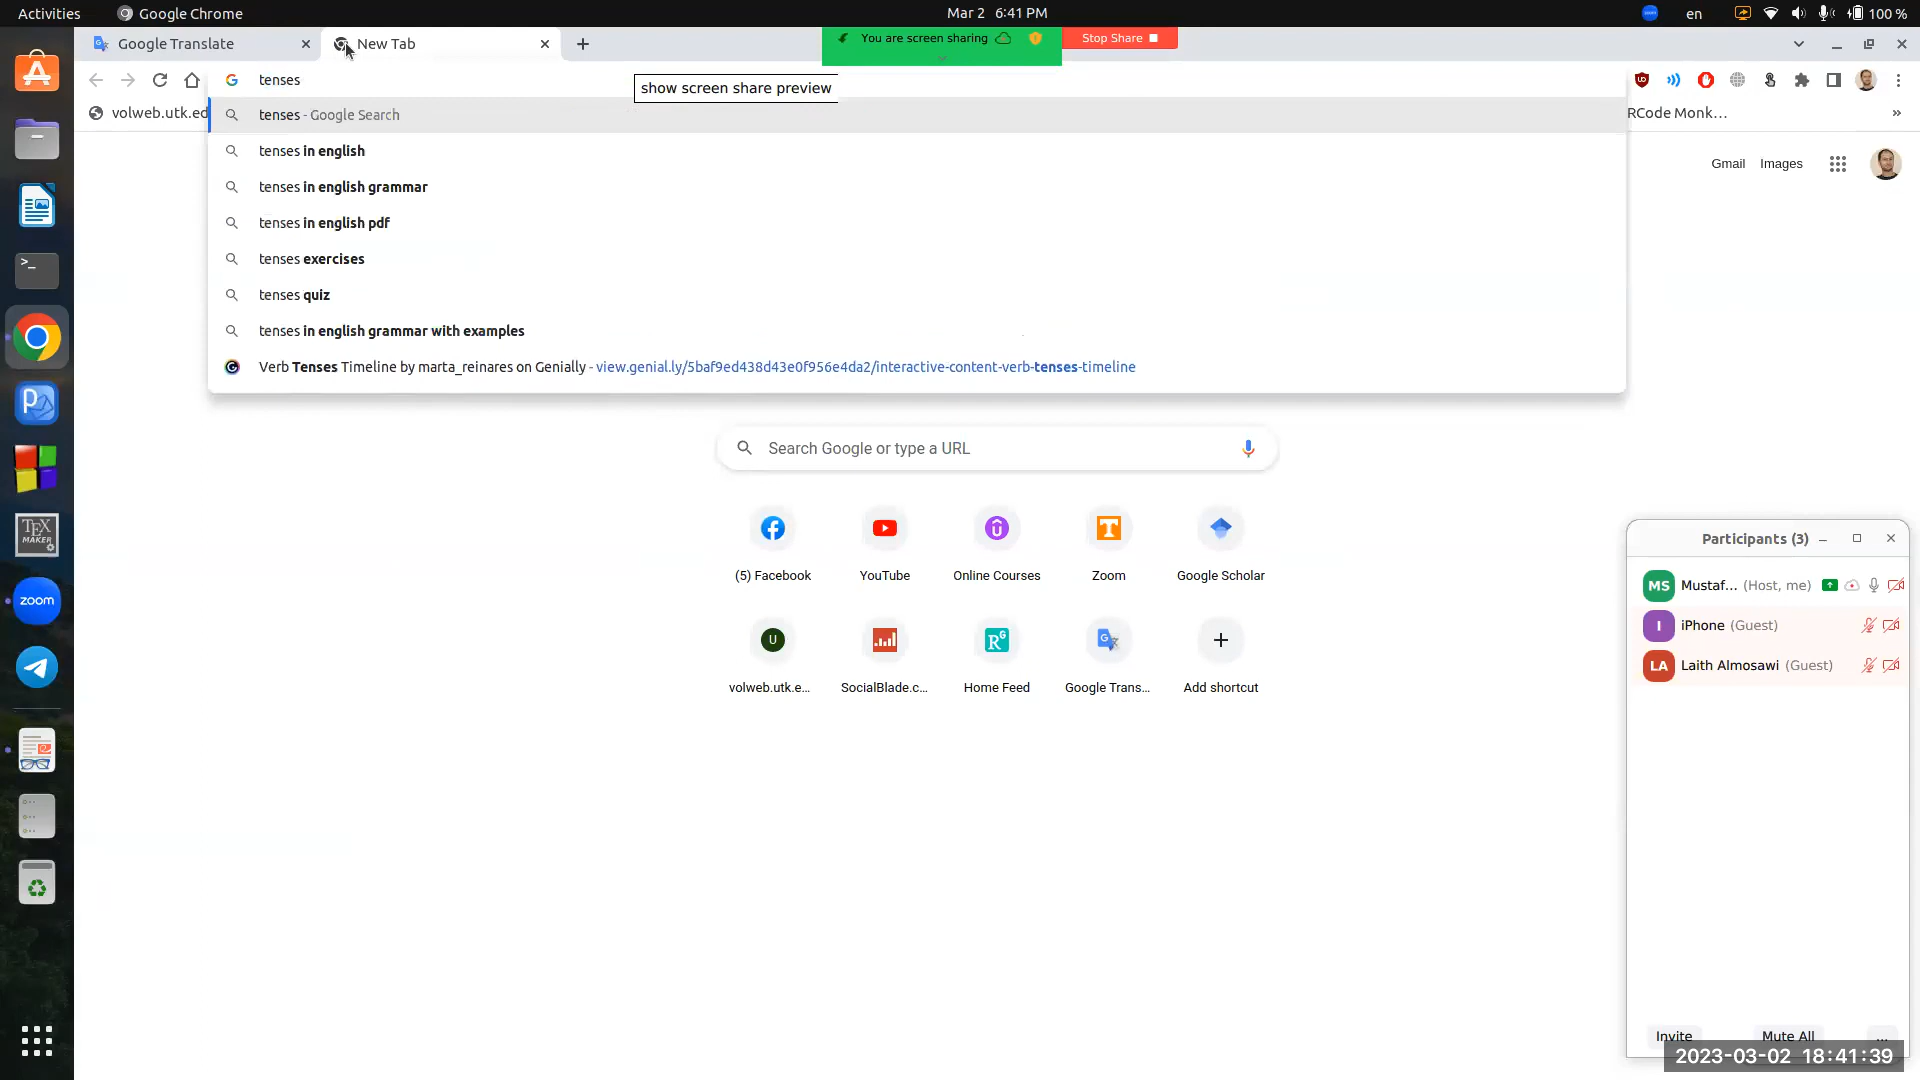 Activities
Google Chrome
Mar 2 6:41 PM
en
100 %
Google Translate
New Tab
You are screen sharing
Stop Share
tenses
show screen share preview
volweb.utk.ed
RCode Monk…
»
tenses - Google Search
tenses in english
tenses in english grammar
tenses in english pdf
tenses exercises
tenses quiz
tenses in english grammar with examples
Verb Tenses Timeline by marta_reinares on Genially - view.genial.ly/5baf9ed438d43e0f956e4da2/interactive-content-verb-tenses-timeline
Gmail
Images
Search Google or type a URL
(5) Facebook
YouTube
Online Courses
Zoom
Google Scholar
U
volweb.utk.e...
SocialBlade.c...
Home Feed
Google Trans...
Add shortcut
TEX
MAKER
zoom
Participants (3)
MS Mustaf... (Host, me)
I iPhone (Guest)
LA Laith Almosawi (Guest)
Invite
Mute All
...
2023-03-02 18:41:39